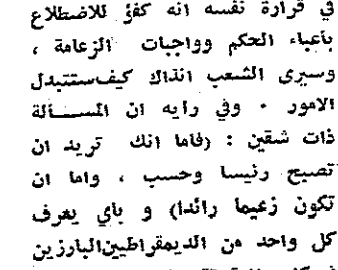 في قرارة نفسه انه كفؤ للاضطلاع
بأعباء الحكم وواجبات الزعامة ،
وسيرى الشعب انذاك كيف ستتبدل
الامور . وفي رايه ان المسألة
ذات شقين : (فاما انك تريد ان
تصبح رئيسا وحسب ، واما ان
تكون زعيما رائدا) و باي يعرف
كل واحد من الديمقراطيين البارزين